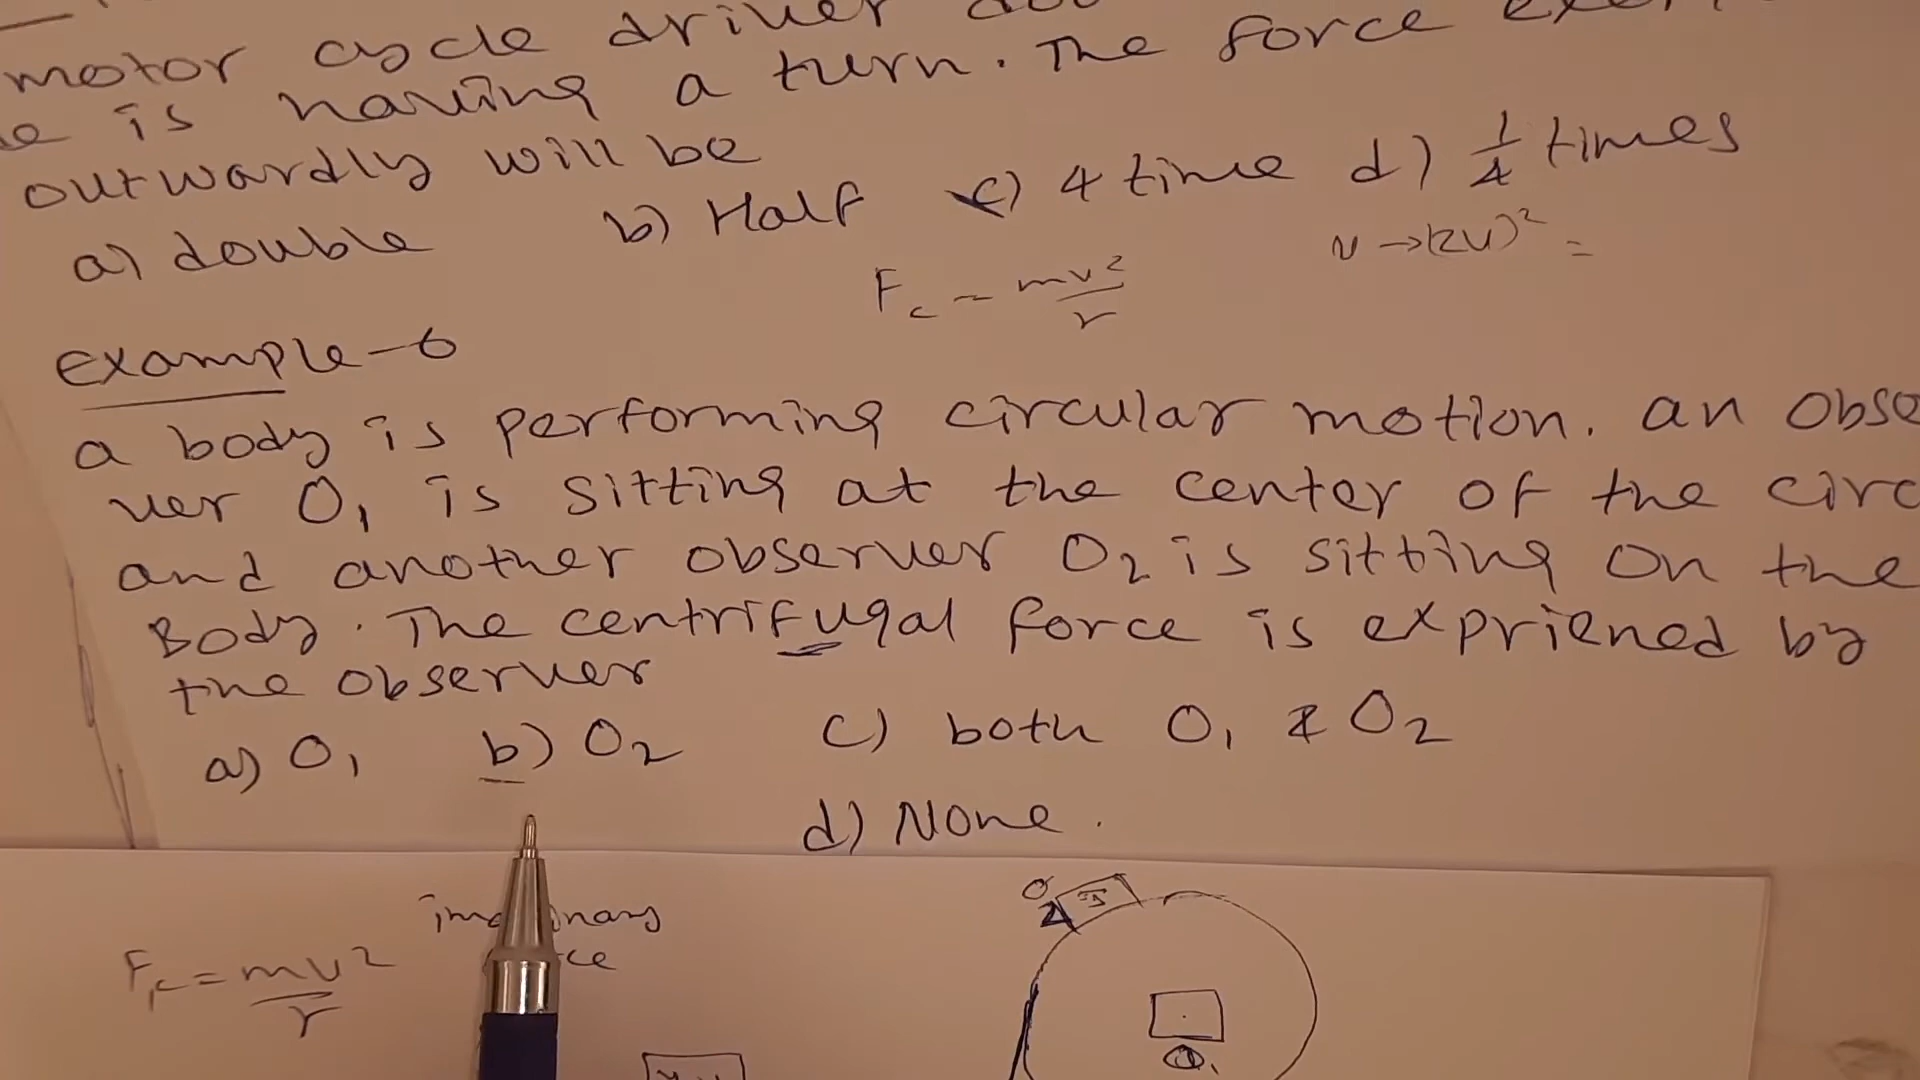 motor cycle driver
is having a turn. The force
outwardly will be
a) double b) Half c) 4 time d) 1/4 times
v →(2v)² =
Fc = mv²/r
Example-6
a body is performing circular motion. an obse
ver O₁ is sitting at the center of the circ
and another observer O₂ is sitting on the
Body. The centrifugal force is expriened by
the observer
a) O₁ b) O₂ c) both O₁ & O₂
d) None.
Fc = mv²/r
O₁